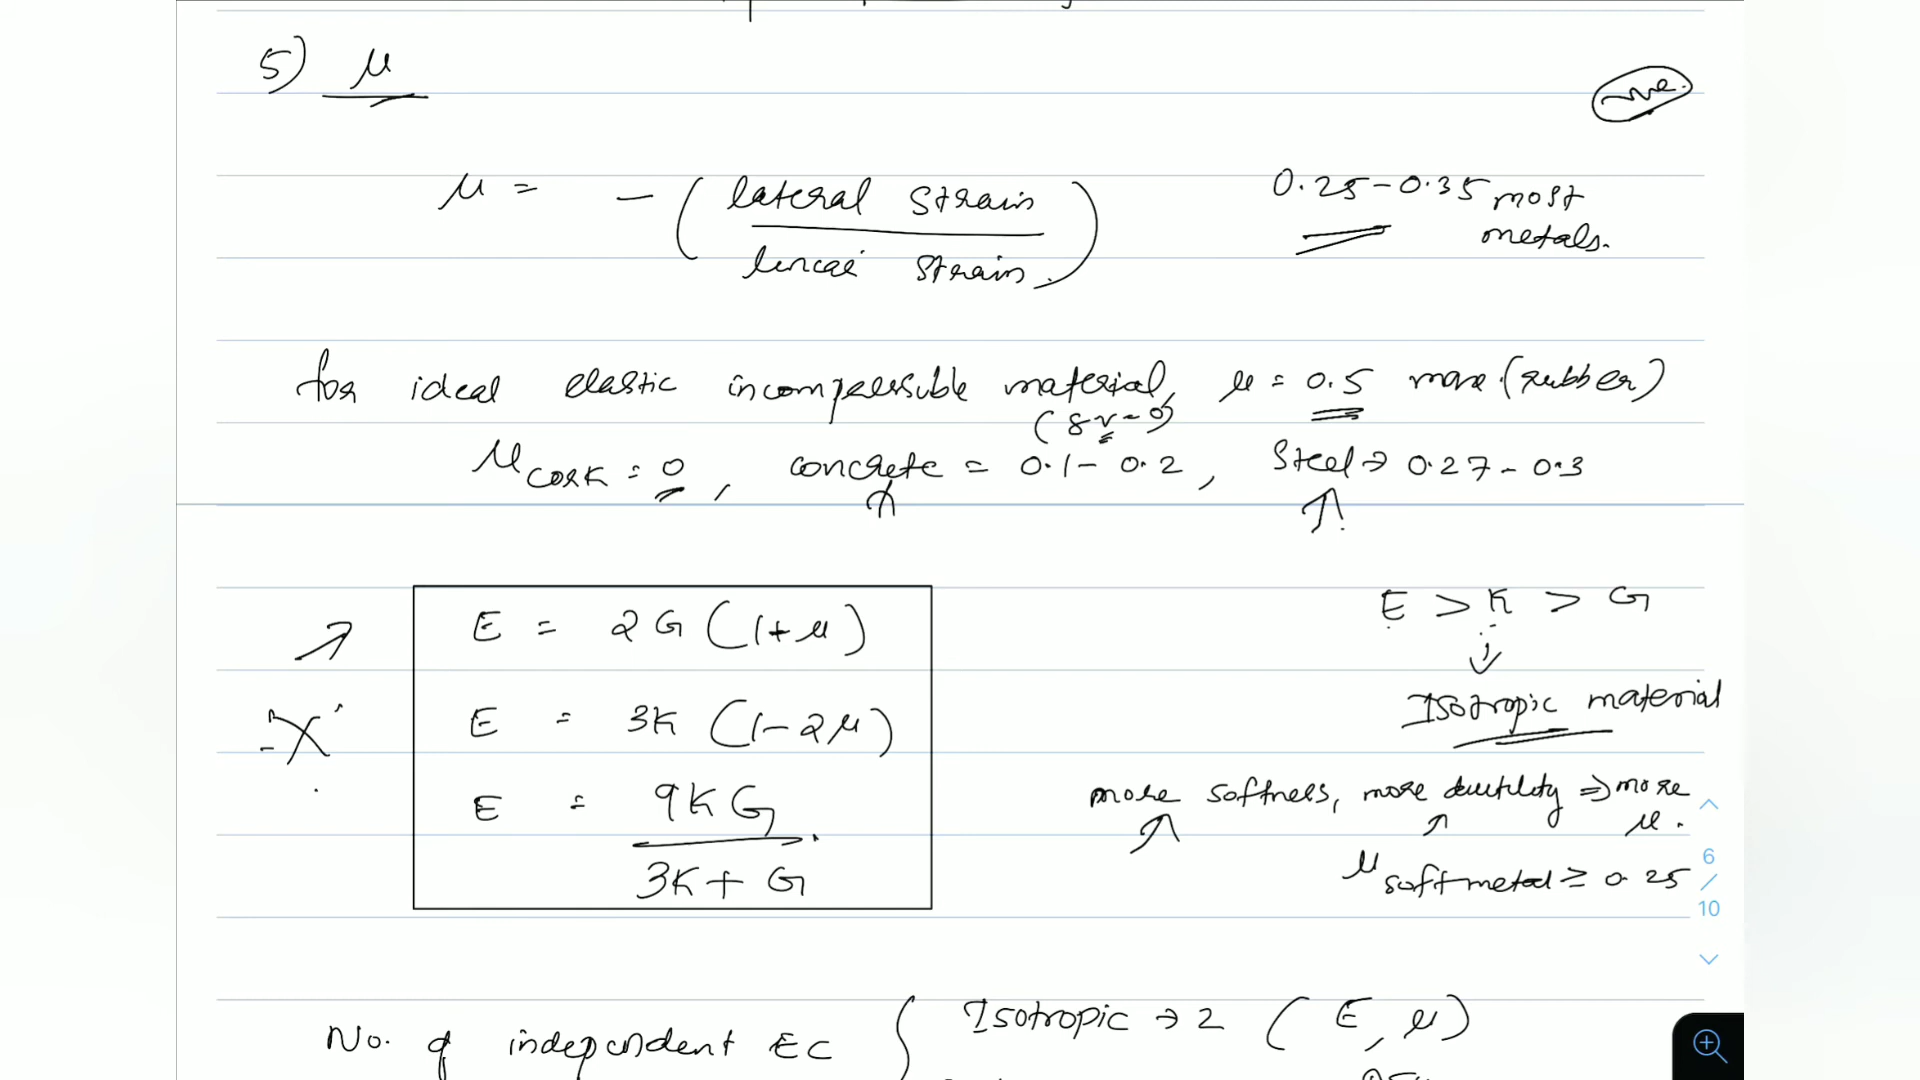 5) μ
-ve.
μ = - ( lateral strain / linear strain. )
0.25-0.35 most metals.
for ideal elastic incompressible material, μ = 0.5 max. (rubber)
(δv=0)
μ cork = 0, concrete = 0.1- 0.2, Steel → 0.27 - 0.3
E = 2G (1+μ)
E > K > G
E = 3K (1-2μ)
Isotropic material
E = 9KG / 3K + G
more softness, more ductility ⇒ more μ.
μ soft metal ≥ 0.25
6 / 10
No. of independent EC { Isotropic → 2 ( E, μ )